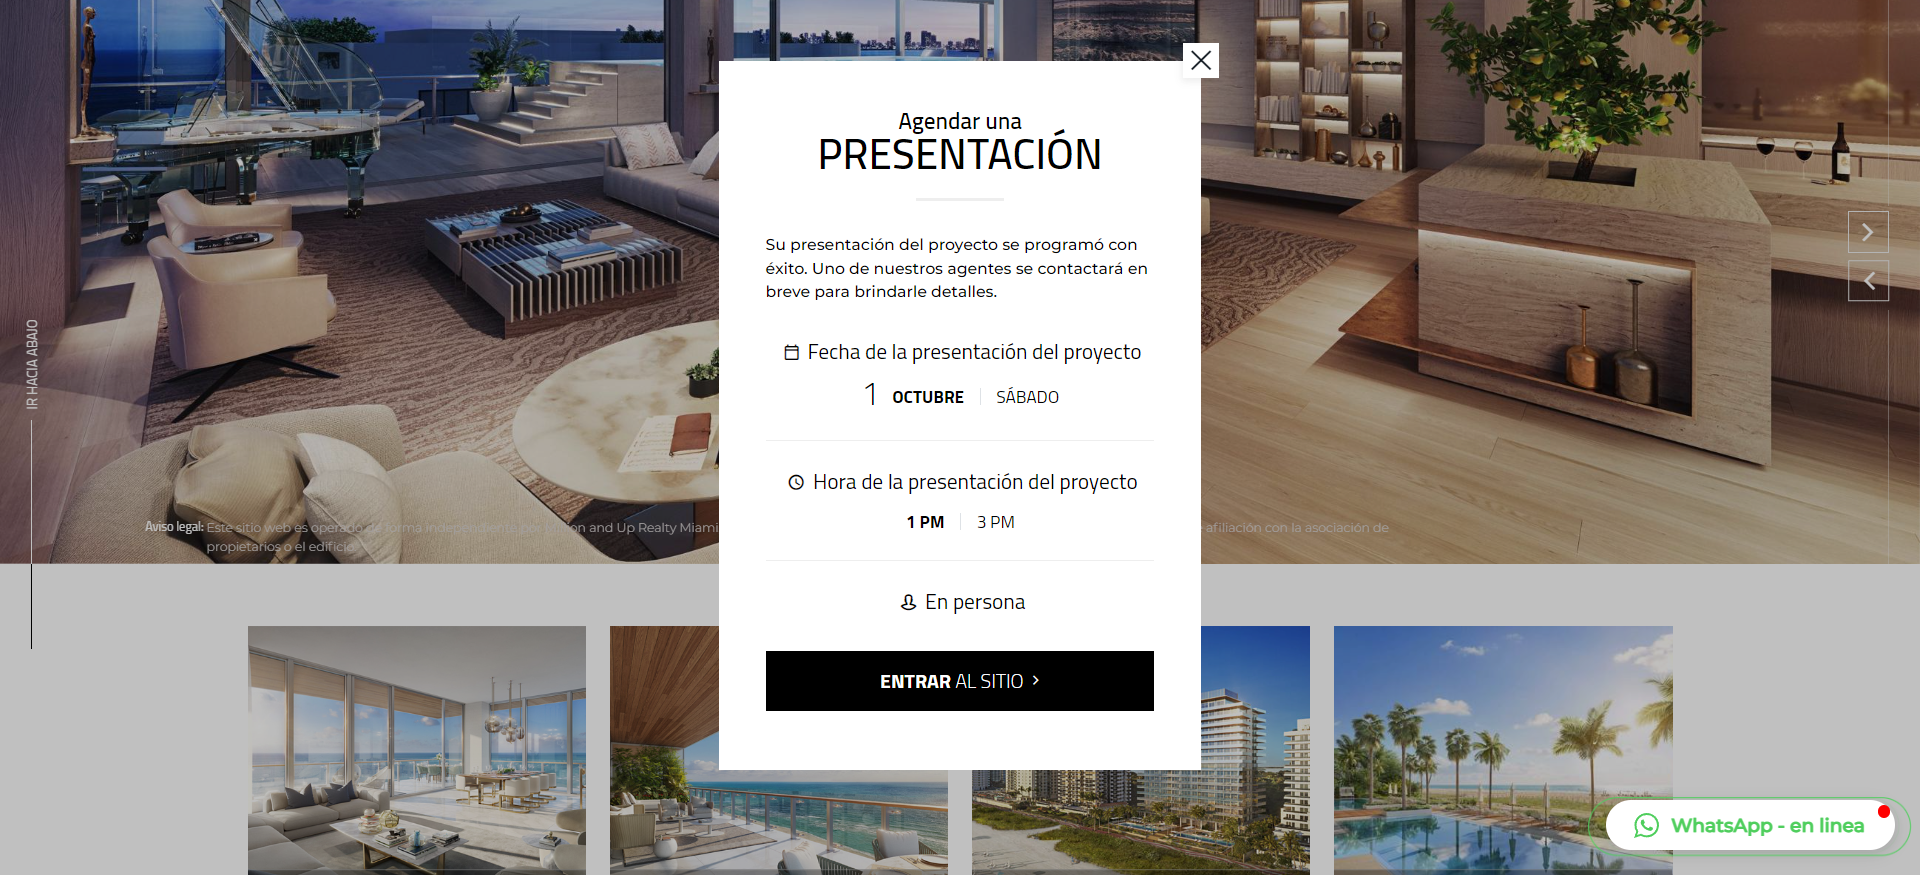 Agendar una
PRESENTACIÓN
Su presentación del proyecto se programó con
éxito. Uno de nuestros agentes se contactará en
breve para brindarle detalles.
Fecha de la presentación del proyecto
1 OCTUBRE SÁBADO
Hora de la presentación del proyecto
1 PM 3 PM
En persona
ENTRAR AL SITIO
IR HACIA ABAJO
Aviso legal: Este sitio web es operado de forma independiente por Condo and Up Realty Miami afiliación con la asociación de
propietarios o el edificio
WhatsApp - en linea